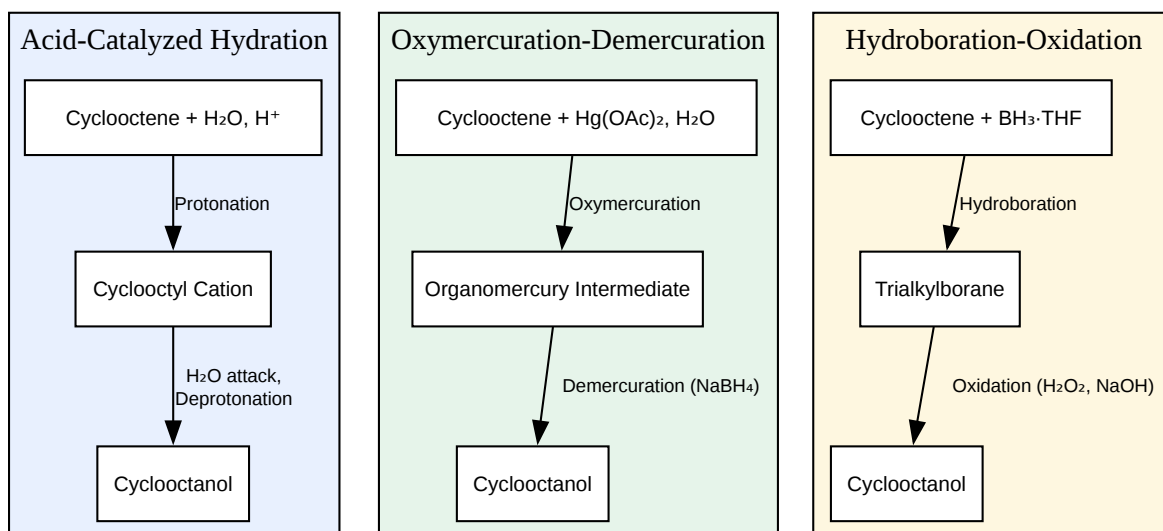 Acid-Catalyzed Hydration
Cyclooctene + H₂O, H⁺
Protonation
Cyclooctyl Cation
H₂O attack,
Deprotonation
Cyclooctanol
Oxymercuration-Demercuration
Cyclooctene + Hg(OAc)₂, H₂O
Oxymercuration
Organomercury Intermediate
Demercuration (NaBH₄)
Cyclooctanol
Hydroboration-Oxidation
Cyclooctene + BH₃·THF
Hydroboration
Trialkylborane
Oxidation (H₂O₂, NaOH)
Cyclooctanol